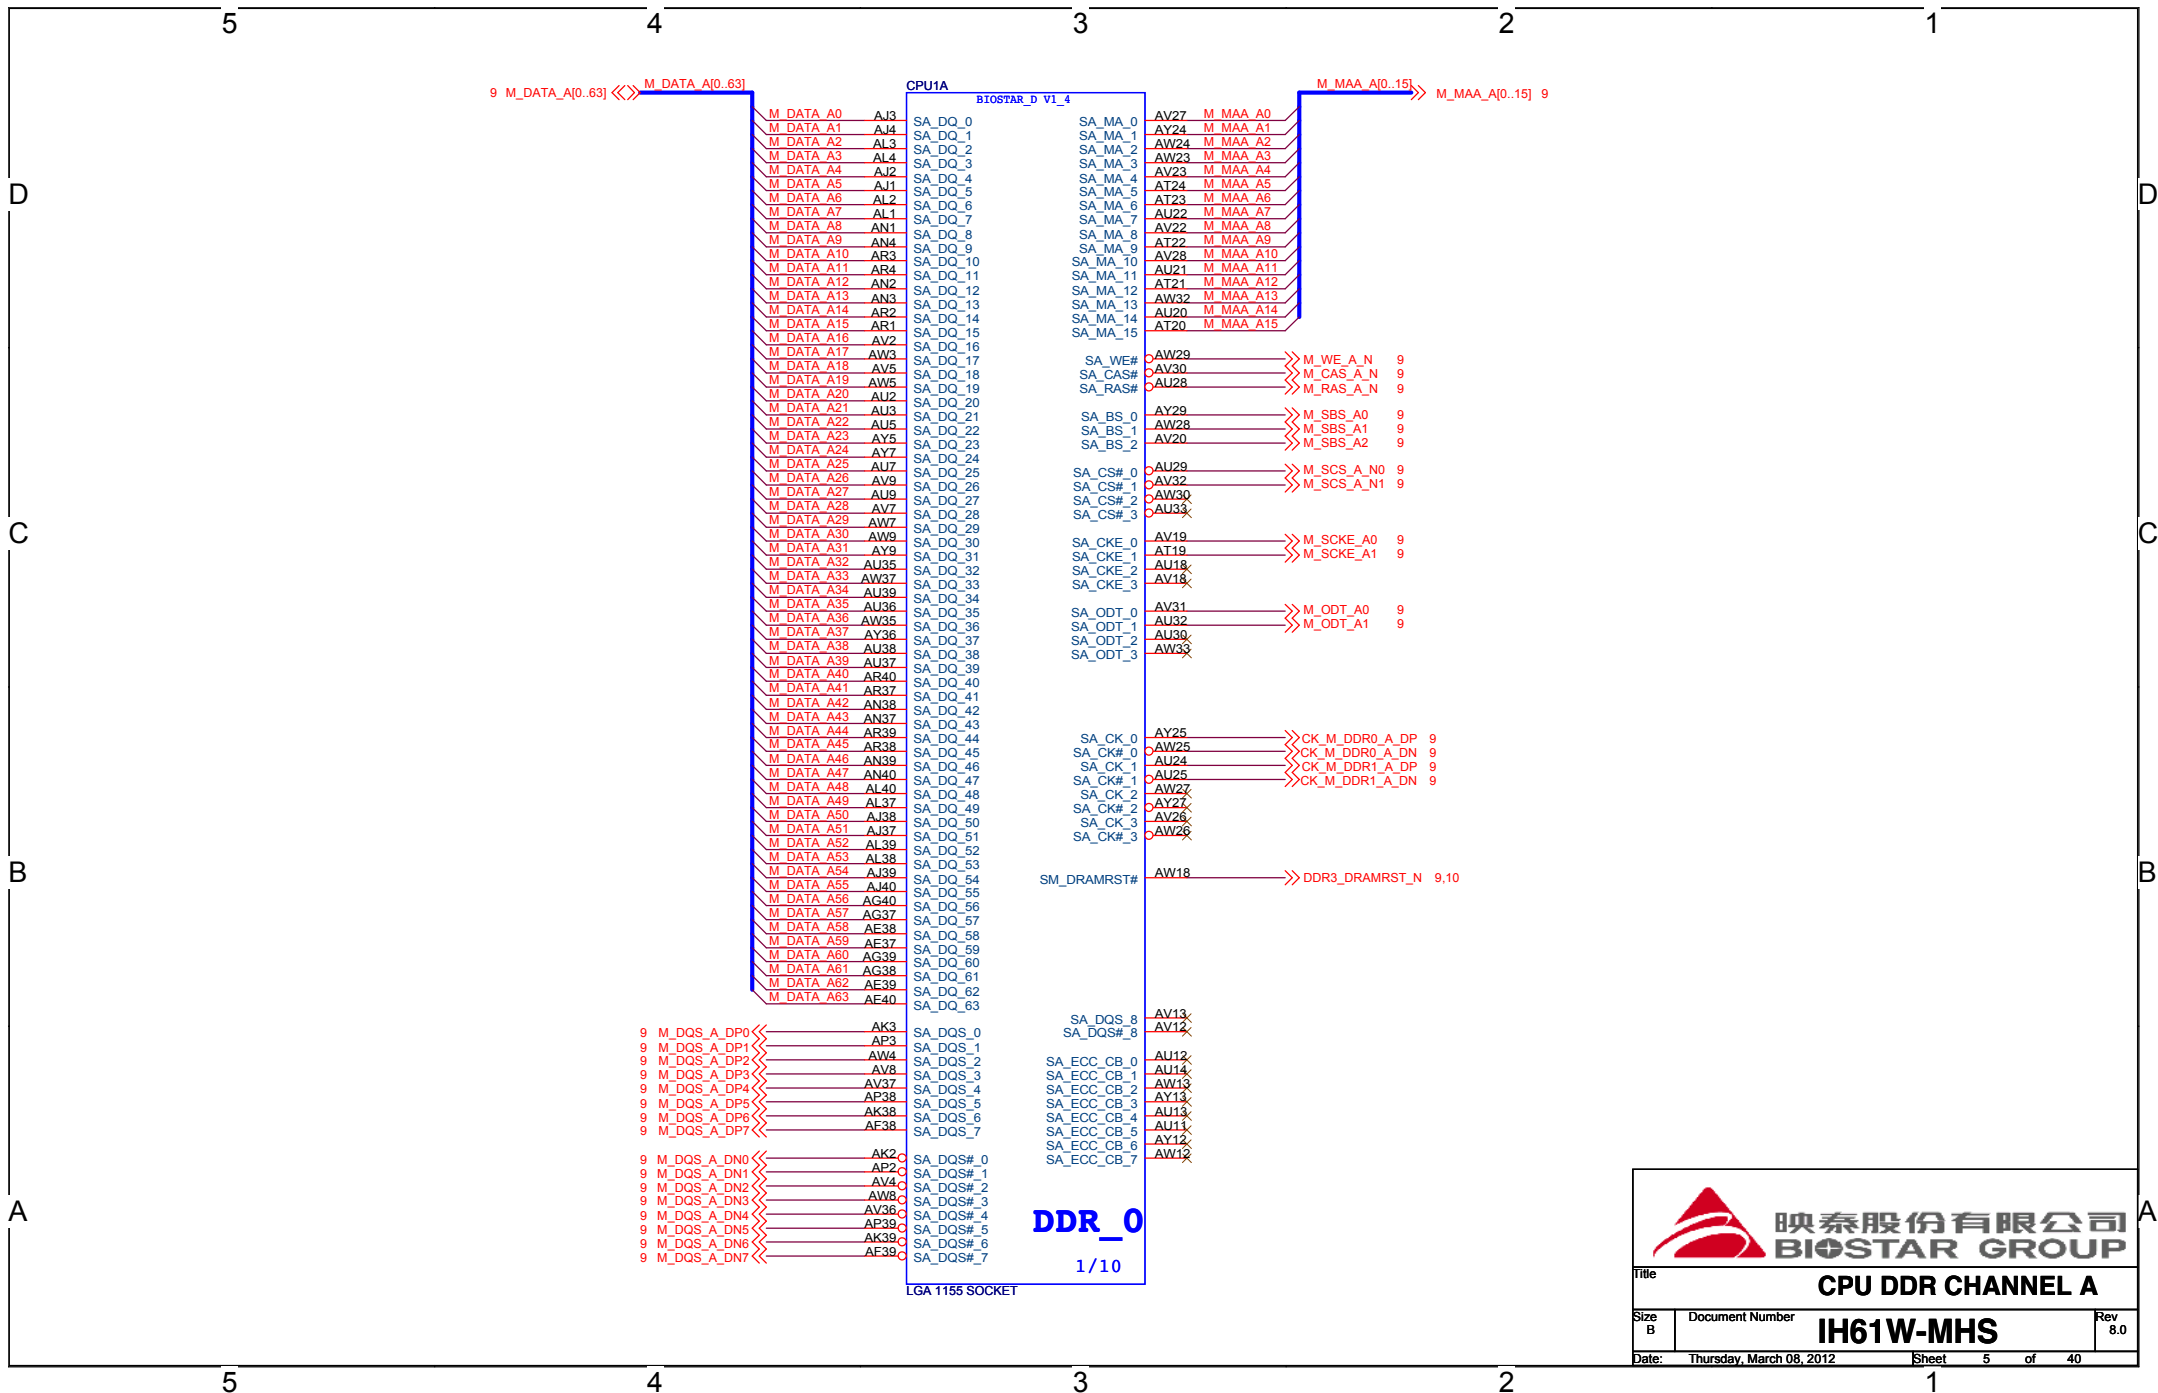 5 4 3 2 1
9 M_DATA_A[0..63] M_DATA_A[0..63] CPU1A M_MAA_A[0..15] M_MAA_A[0..15] 9
BIOSTAR_D V1_4
M_DATA_A0 AJ3 SA_DQ_0 SA_MA_0 AV27 M_MAA_A0
M_DATA_A1 AJ4 SA_DQ_1 SA_MA_1 AY24 M_MAA_A1
M_DATA_A2 AL3 SA_DQ_2 SA_MA_2 AW24 M_MAA_A2
M_DATA_A3 AL4 SA_DQ_3 SA_MA_3 AW23 M_MAA_A3
M_DATA_A4 AJ2 SA_DQ_4 SA_MA_4 AV23 M_MAA_A4
M_DATA_A5 AJ1 SA_DQ_5 SA_MA_5 AT24 M_MAA_A5
M_DATA_A6 AL2 SA_DQ_6 SA_MA_6 AT23 M_MAA_A6
M_DATA_A7 AL1 SA_DQ_7 SA_MA_7 AU22 M_MAA_A7
M_DATA_A8 AN1 SA_DQ_8 SA_MA_8 AV22 M_MAA_A8
M_DATA_A9 AN4 SA_DQ_9 SA_MA_9 AT22 M_MAA_A9
M_DATA_A10 AR3 SA_DQ_10 SA_MA_10 AV28 M_MAA_A10
M_DATA_A11 AR4 SA_DQ_11 SA_MA_11 AU21 M_MAA_A11
M_DATA_A12 AN2 SA_DQ_12 SA_MA_12 AT21 M_MAA_A12
M_DATA_A13 AN3 SA_DQ_13 SA_MA_13 AW32 M_MAA_A13
M_DATA_A14 AR2 SA_DQ_14 SA_MA_14 AU20 M_MAA_A14
M_DATA_A15 AR1 SA_DQ_15 SA_MA_15 AT20 M_MAA_A15
D D
M_DATA_A16 AV2 SA_DQ_16
M_DATA_A17 AW3 SA_DQ_17 SA_WE# AW29 M_WE_A_N 9
M_DATA_A18 AV5 SA_DQ_18 SA_CAS# AV30 M_CAS_A_N 9
M_DATA_A19 AW5 SA_DQ_19 SA_RAS# AU28 M_RAS_A_N 9
M_DATA_A20 AU2 SA_DQ_20
M_DATA_A21 AU3 SA_DQ_21 SA_BS_0 AY29 M_SBS_A0 9
M_DATA_A22 AU5 SA_DQ_22 SA_BS_1 AW28 M_SBS_A1 9
M_DATA_A23 AY5 SA_DQ_23 SA_BS_2 AV20 M_SBS_A2 9
M_DATA_A24 AY7 SA_DQ_24
M_DATA_A25 AU7 SA_DQ_25 SA_CS#_0 AU29 M_SCS_A_N0 9
M_DATA_A26 AV9 SA_DQ_26 SA_CS#_1 AV32 M_SCS_A_N1 9
M_DATA_A27 AU9 SA_DQ_27 SA_CS#_2 AW30
M_DATA_A28 AV7 SA_DQ_28 SA_CS#_3 AU33
M_DATA_A29 AW7 SA_DQ_29
C C
M_DATA_A30 AW9 SA_DQ_30 SA_CKE_0 AV19 M_SCKE_A0 9
M_DATA_A31 AY9 SA_DQ_31 SA_CKE_1 AT19 M_SCKE_A1 9
M_DATA_A32 AU35 SA_DQ_32 SA_CKE_2 AU18
M_DATA_A33 AW37 SA_DQ_33 SA_CKE_3 AV18
M_DATA_A34 AU39 SA_DQ_34
M_DATA_A35 AU36 SA_DQ_35 SA_ODT_0 AV31 M_ODT_A0 9
M_DATA_A36 AW35 SA_DQ_36 SA_ODT_1 AU32 M_ODT_A1 9
M_DATA_A37 AY36 SA_DQ_37 SA_ODT_2 AU30
M_DATA_A38 AU38 SA_DQ_38 SA_ODT_3 AW33
M_DATA_A39 AU37 SA_DQ_39
M_DATA_A40 AR40 SA_DQ_40
M_DATA_A41 AR37 SA_DQ_41
M_DATA_A42 AN38 SA_DQ_42
M_DATA_A43 AN37 SA_DQ_43
M_DATA_A44 AR39 SA_DQ_44 SA_CK_0 AY25 CK_M_DDR0_A_DP 9
M_DATA_A45 AR38 SA_DQ_45 SA_CK#_0 AW25 CK_M_DDR0_A_DN 9
M_DATA_A46 AN39 SA_DQ_46 SA_CK_1 AU24 CK_M_DDR1_A_DP 9
M_DATA_A47 AN40 SA_DQ_47 SA_CK#_1 AU25 CK_M_DDR1_A_DN 9
M_DATA_A48 AL40 SA_DQ_48 SA_CK_2 AW27
M_DATA_A49 AL37 SA_DQ_49 SA_CK#_2 AY27
M_DATA_A50 AJ38 SA_DQ_50 SA_CK_3 AV26
M_DATA_A51 AJ37 SA_DQ_51 SA_CK#_3 AW26
M_DATA_A52 AL39 SA_DQ_52
M_DATA_A53 AL38 SA_DQ_53
B B
M_DATA_A54 AJ39 SA_DQ_54 SM_DRAMRST# AW18 DDR3_DRAMRST_N 9,10
M_DATA_A55 AJ40 SA_DQ_55
M_DATA_A56 AG40 SA_DQ_56
M_DATA_A57 AG37 SA_DQ_57
M_DATA_A58 AE38 SA_DQ_58
M_DATA_A59 AE37 SA_DQ_59
M_DATA_A60 AG39 SA_DQ_60
M_DATA_A61 AG38 SA_DQ_61
M_DATA_A62 AE39 SA_DQ_62
M_DATA_A63 AE40 SA_DQ_63
SA_DQS_8 AV13
9 M_DQS_A_DP0 AK3 SA_DQS_0 SA_DQS#_8 AV12
9 M_DQS_A_DP1 AP3 SA_DQS_1
9 M_DQS_A_DP2 AW4 SA_DQS_2 SA_ECC_CB_0 AU12
9 M_DQS_A_DP3 AV8 SA_DQS_3 SA_ECC_CB_1 AU14
9 M_DQS_A_DP4 AV37 SA_DQS_4 SA_ECC_CB_2 AW13
9 M_DQS_A_DP5 AP38 SA_DQS_5 SA_ECC_CB_3 AY13
9 M_DQS_A_DP6 AK38 SA_DQS_6 SA_ECC_CB_4 AU13
9 M_DQS_A_DP7 AF38 SA_DQS_7 SA_ECC_CB_5 AU11
SA_ECC_CB_6 AY12
9 M_DQS_A_DN0 AK2 SA_DQS#_0 SA_ECC_CB_7 AW12
9 M_DQS_A_DN1 AP2 SA_DQS#_1
9 M_DQS_A_DN2 AV4 SA_DQS#_2
9 M_DQS_A_DN3 AW8 SA_DQS#_3
9 M_DQS_A_DN4 AV36 SA_DQS#_4
9 M_DQS_A_DN5 AP39 SA_DQS#_5
9 M_DQS_A_DN6 AK39 SA_DQS#_6
9 M_DQS_A_DN7 AF39 SA_DQS#_7
A A
DDR_0
1/10
LGA 1155 SOCKET
映泰股份有限公司
BIOSTAR GROUP
Title
CPU DDR CHANNEL A
Size Document Number Rev
B IH61W-MHS 8.0
Date: Thursday, March 08, 2012 Sheet 5 of 40
5 4 3 2 1